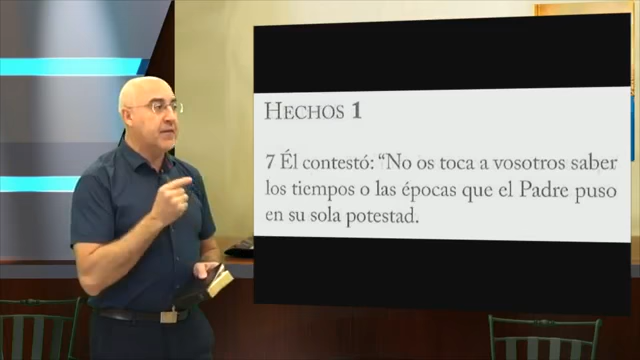 HECHOS 1
7 Él contestó: “No os toca a vosotros saber
los tiempos o las épocas que el Padre puso
en su sola potestad.